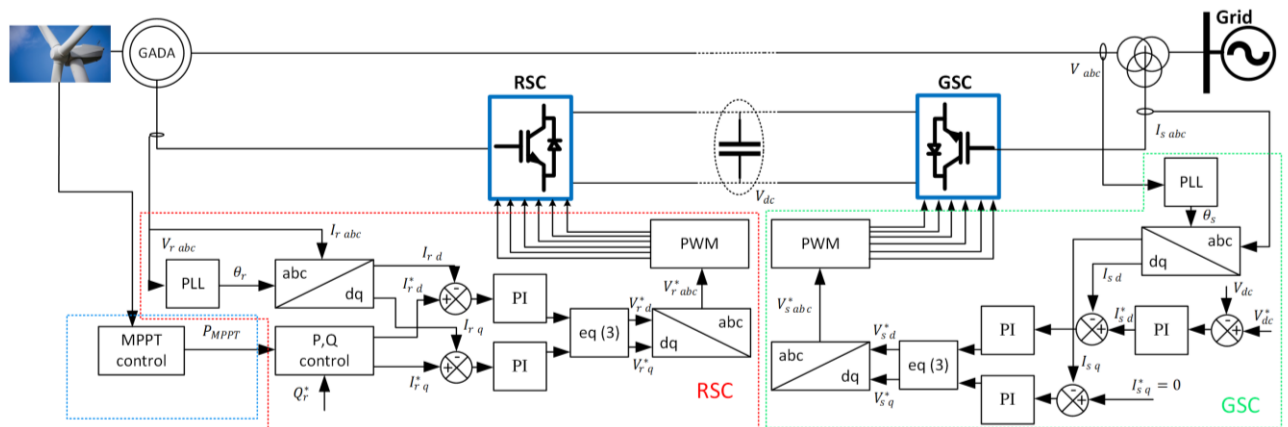 Grid
GADA
V abc
RSC
GSC
I s abc
V dc
PLL
θ s
I r abc
V r abc
PWM
PWM
abc
dq
I r d
θ r
I* r d
PLL
abc
dq
I s d
V dc
PI
V* r abc
V* s abc
I* s d
V* dc
P MPPT
I r q
V* r d
V* s d
PI
PI
MPPT control
P,Q control
eq (3)
abc
dq
abc
dq
eq (3)
I s q
PI
V* r q
V* s q
I* s q = 0
I* r q
PI
Q* r
RSC
GSC